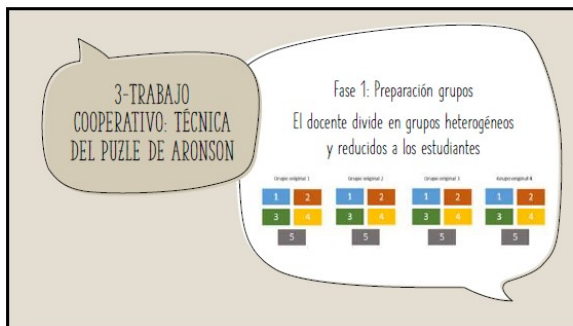 3-TRABAJO
COOPERATIVO: TÉCNICA
DEL PUZLE DE ARONSON
Fase 1: Preparación grupos
El docente divide en grupos heterogéneos
y reducidos a los estudiantes
Grupo original 1 Grupo original 2 Grupo original 3 Grupo original 4
1 2 1 2 1 2 1 2
3 4 3 4 3 4 3 4
5 5 5 5